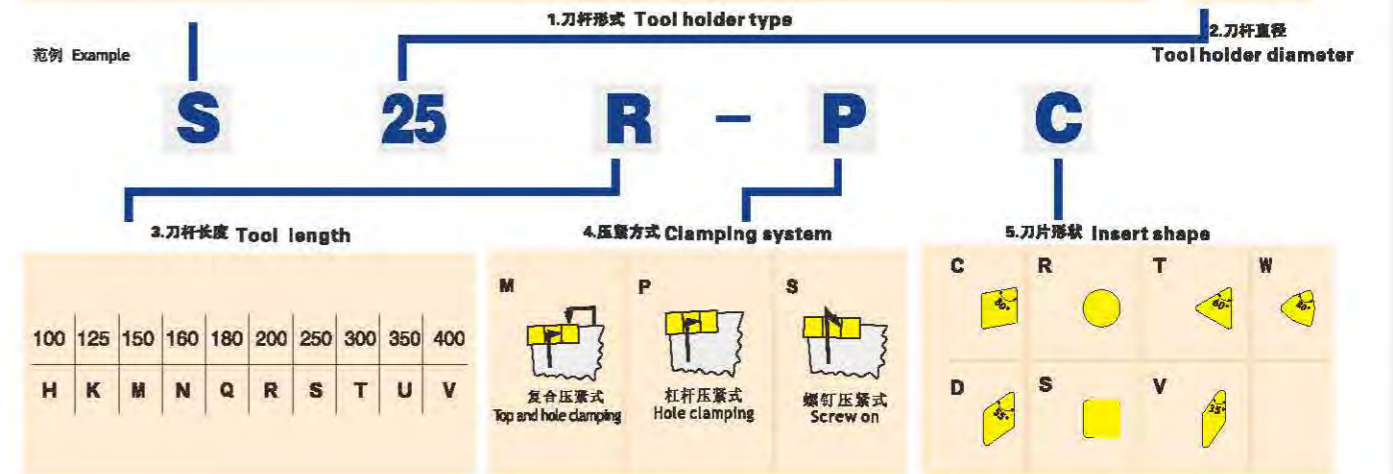 1.刀杆形式 Tool holder type
范例 Example
2.刀杆直径
Tool holder diameter
S 25 R - P C
3.刀杆长度 Tool length
4.压紧方式 Clamping system
5.刀片形状 Insert shape
100 125 150 160 180 200 250 300 350 400
H K M N Q R S T U V
M P S
复合压紧式
Top and hole clamping
杠杆压紧式
Hole clamping
螺钉压紧式
Screw on
C R T W
80° 60° 80°
D S V
55° 35°